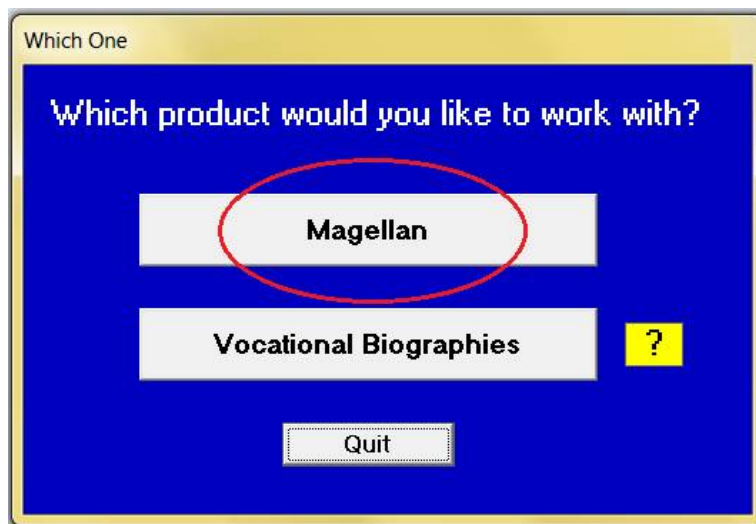 Which One
Which product would you like to work with?
Magellan
Vocational Biographies
?
Quit